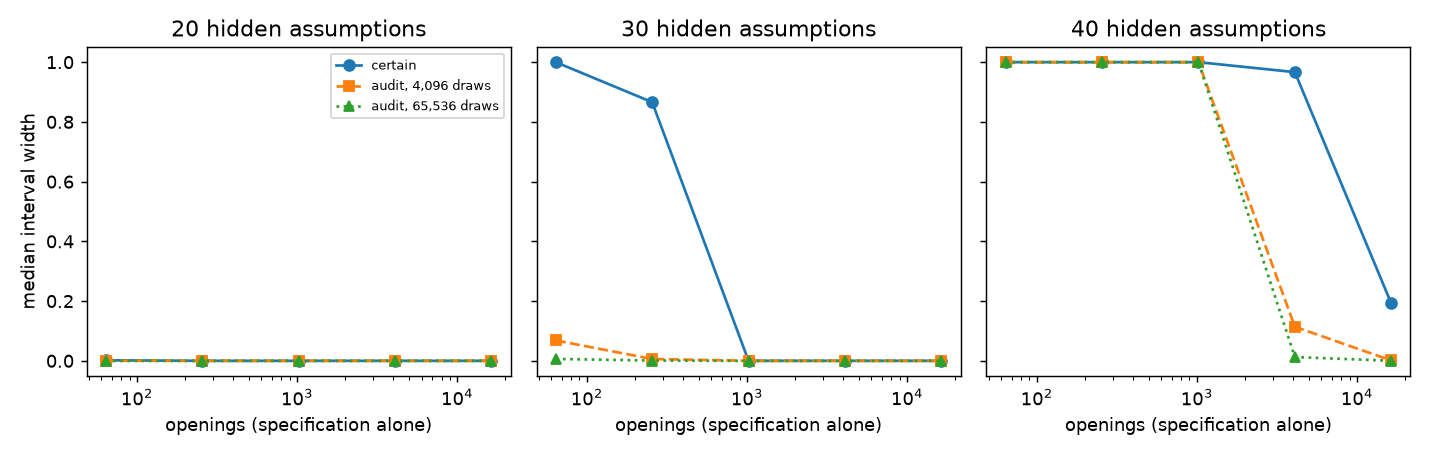 20 hidden assumptions
30 hidden assumptions
40 hidden assumptions
certain
audit, 4,096 draws
audit, 65,536 draws
median interval width
1.0
0.8
0.6
0.4
0.2
0.0
10² 10³ 10⁴
10² 10³ 10⁴
10² 10³ 10⁴
openings (specification alone)
openings (specification alone)
openings (specification alone)